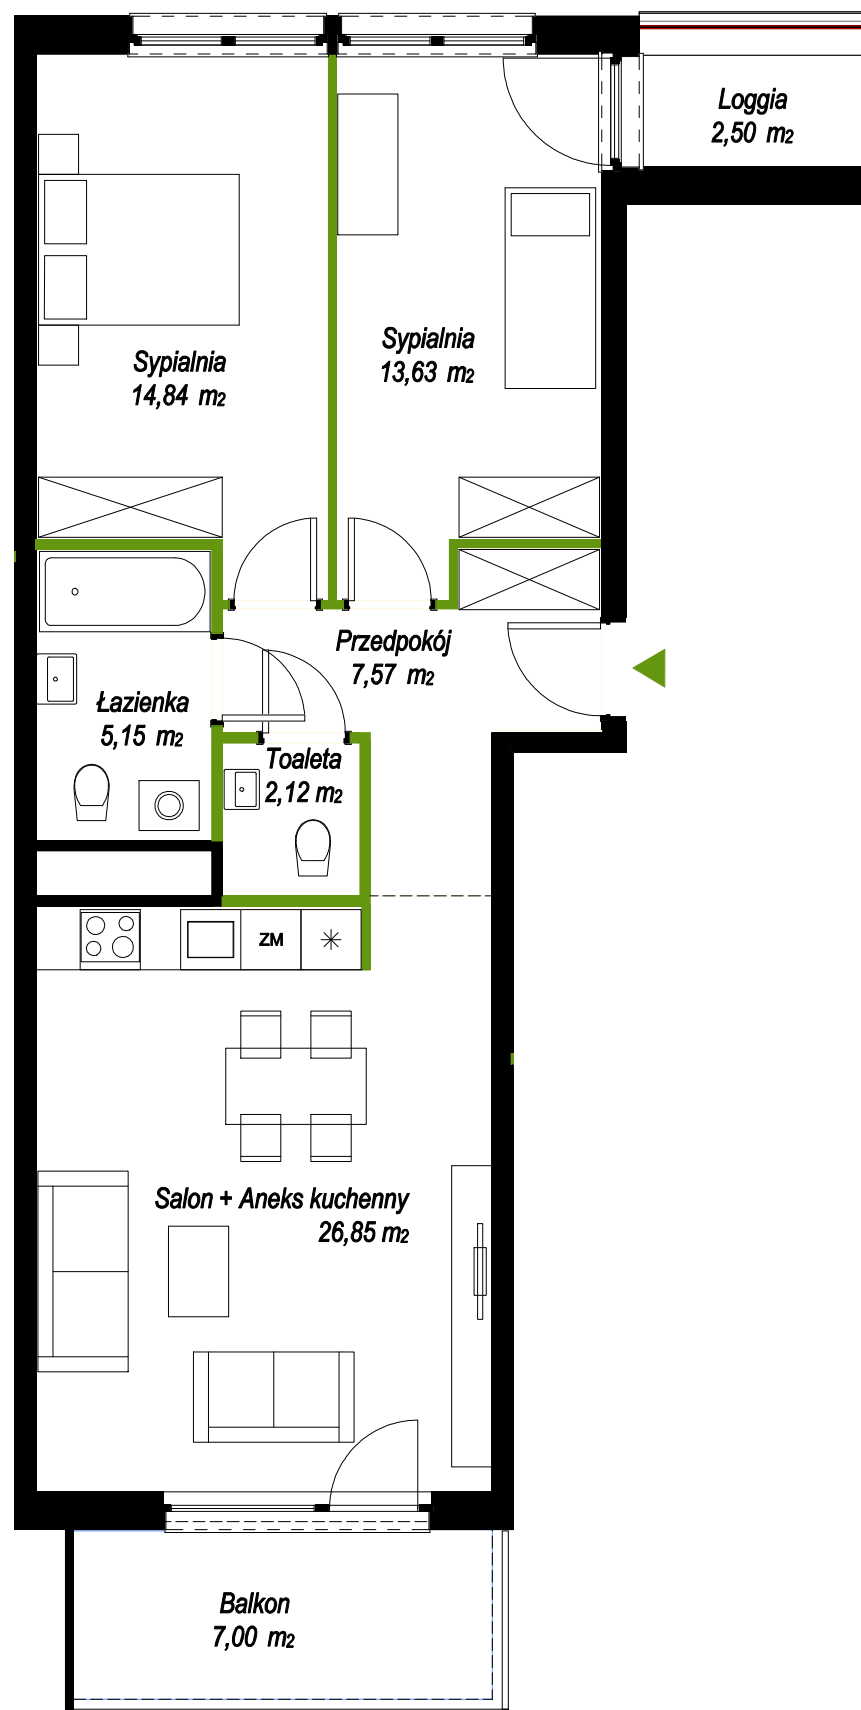 Loggia
2,50 m2
Sypialnia
14,84 m2
Sypialnia
13,63 m2
Przedpokój
7,57 m2
Łazienka
5,15 m2
Toaleta
2,12 m2
ZM
Salon + Aneks kuchenny
26,85 m2
Balkon
7,00 m2